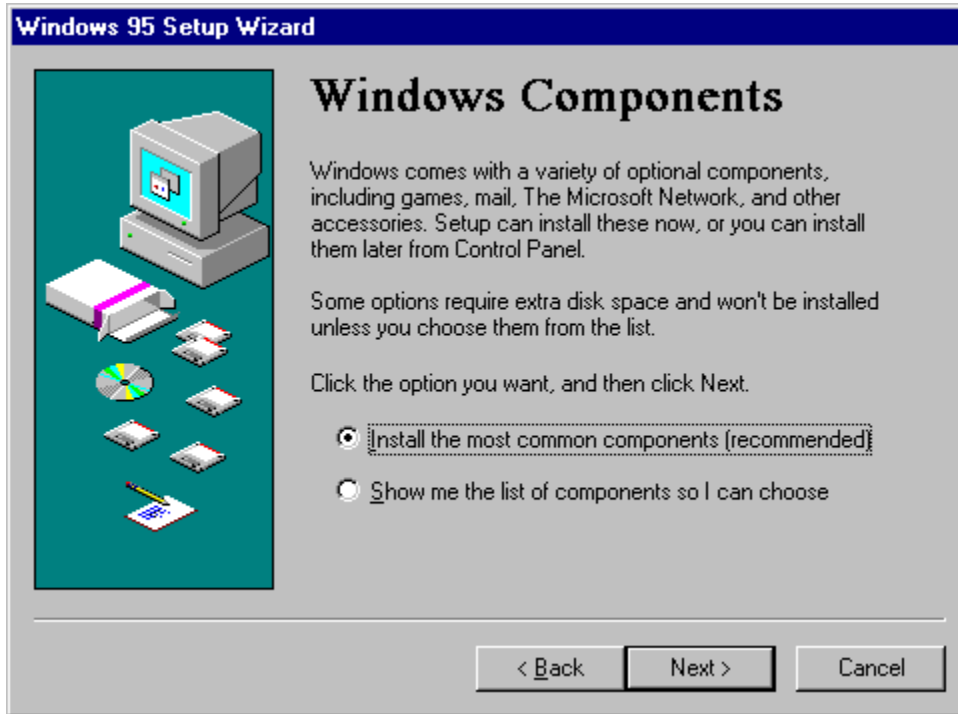 Windows 95 Setup Wizard
Windows Components
Windows comes with a variety of optional components,
including games, mail, The Microsoft Network, and other
accessories. Setup can install these now, or you can install
them later from Control Panel.
Some options require extra disk space and won't be installed
unless you choose them from the list.
Click the option you want, and then click Next.
Install the most common components (recommended)
Show me the list of components so I can choose
< Back
Next >
Cancel